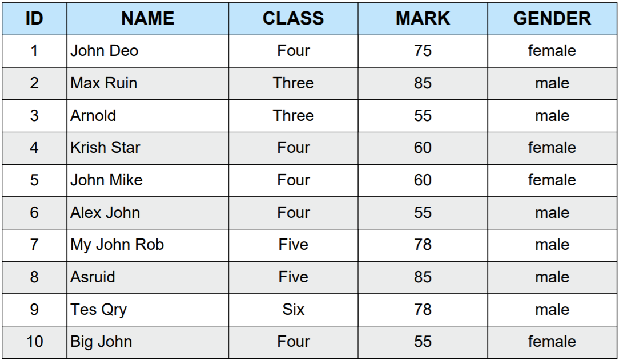 ID NAME CLASS MARK GENDER
1 John Deo Four 75 female
2 Max Ruin Three 85 male
3 Arnold Three 55 male
4 Krish Star Four 60 female
5 John Mike Four 60 female
6 Alex John Four 55 male
7 My John Rob Five 78 male
8 Asruid Five 85 male
9 Tes Qry Six 78 male
10 Big John Four 55 female